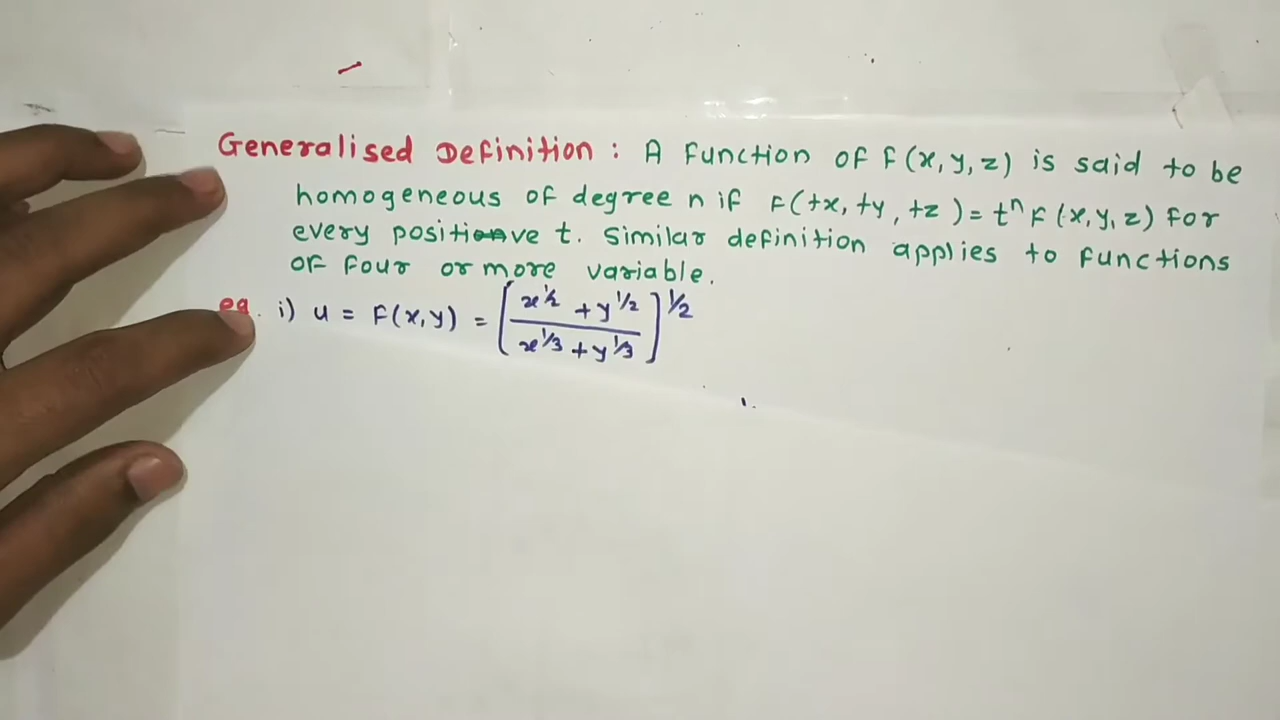 Generalised Definition : A function of f(x,y,z) is said to be
homogeneous of degree n if F(tx, ty, tz) = tⁿ F(x,y,z) for
every positive t. Similar definition applies to functions
of four or more variable.
eg. i) u = F(x,y) = [ (x^1/2 + y^1/2) / (x^1/3 + y^1/3) ]^1/2